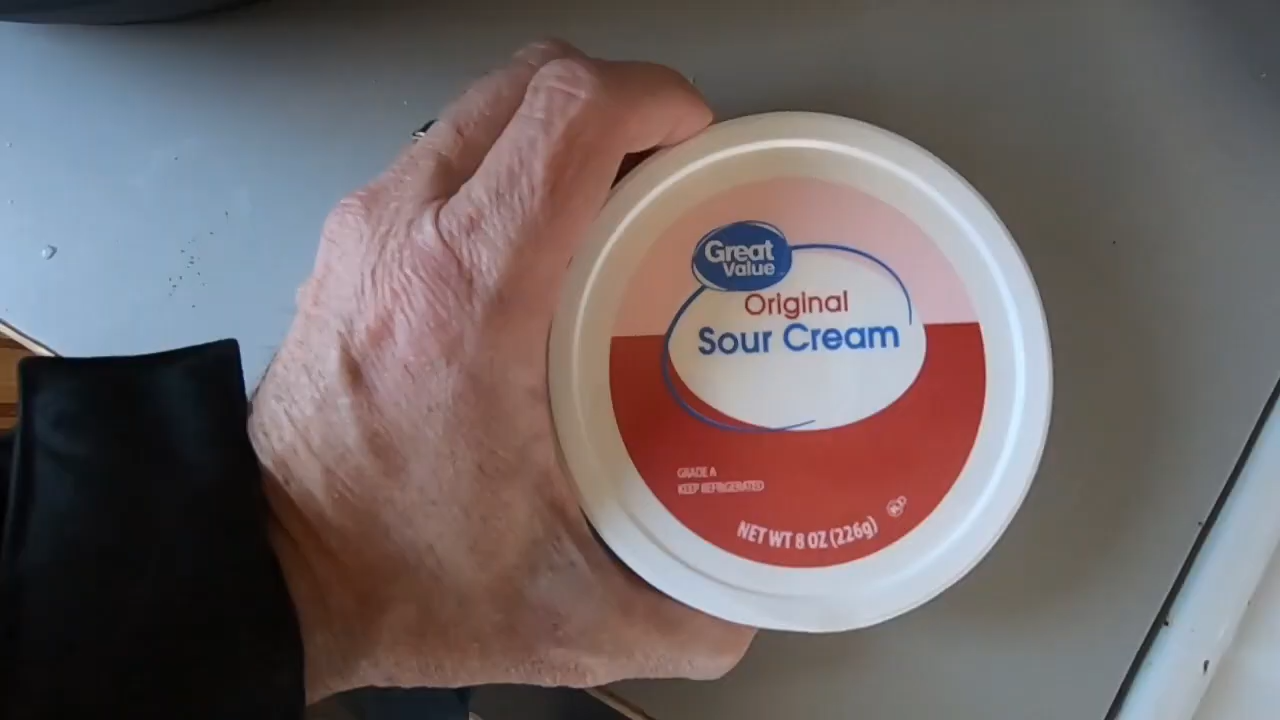 Great
Value
Original
Sour Cream
GRADE A
KEEP REFRIGERATED
NET WT 8 OZ (226g)